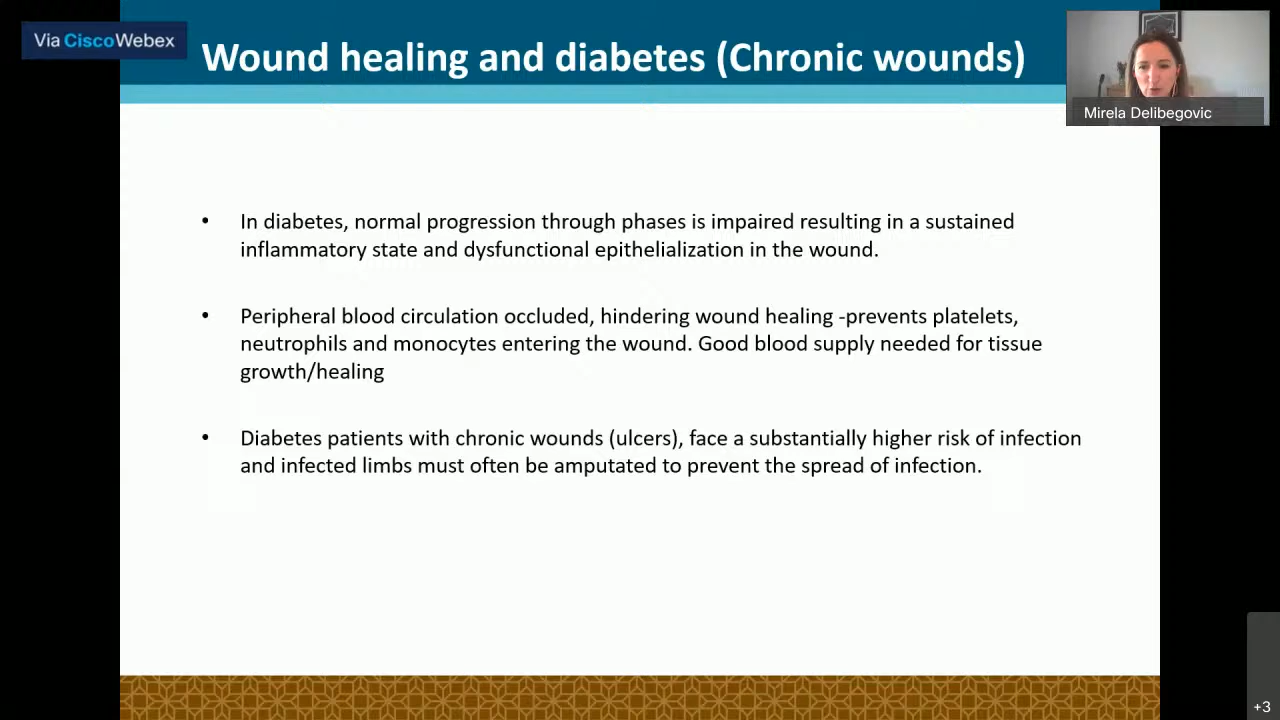 Via CiscoWebex
Wound healing and diabetes (Chronic wounds)
Mirela Delibegovic
• In diabetes, normal progression through phases is impaired resulting in a sustained
inflammatory state and dysfunctional epithelialization in the wound.
• Peripheral blood circulation occluded, hindering wound healing -prevents platelets,
neutrophils and monocytes entering the wound. Good blood supply needed for tissue
growth/healing
• Diabetes patients with chronic wounds (ulcers), face a substantially higher risk of infection
and infected limbs must often be amputated to prevent the spread of infection.
+3